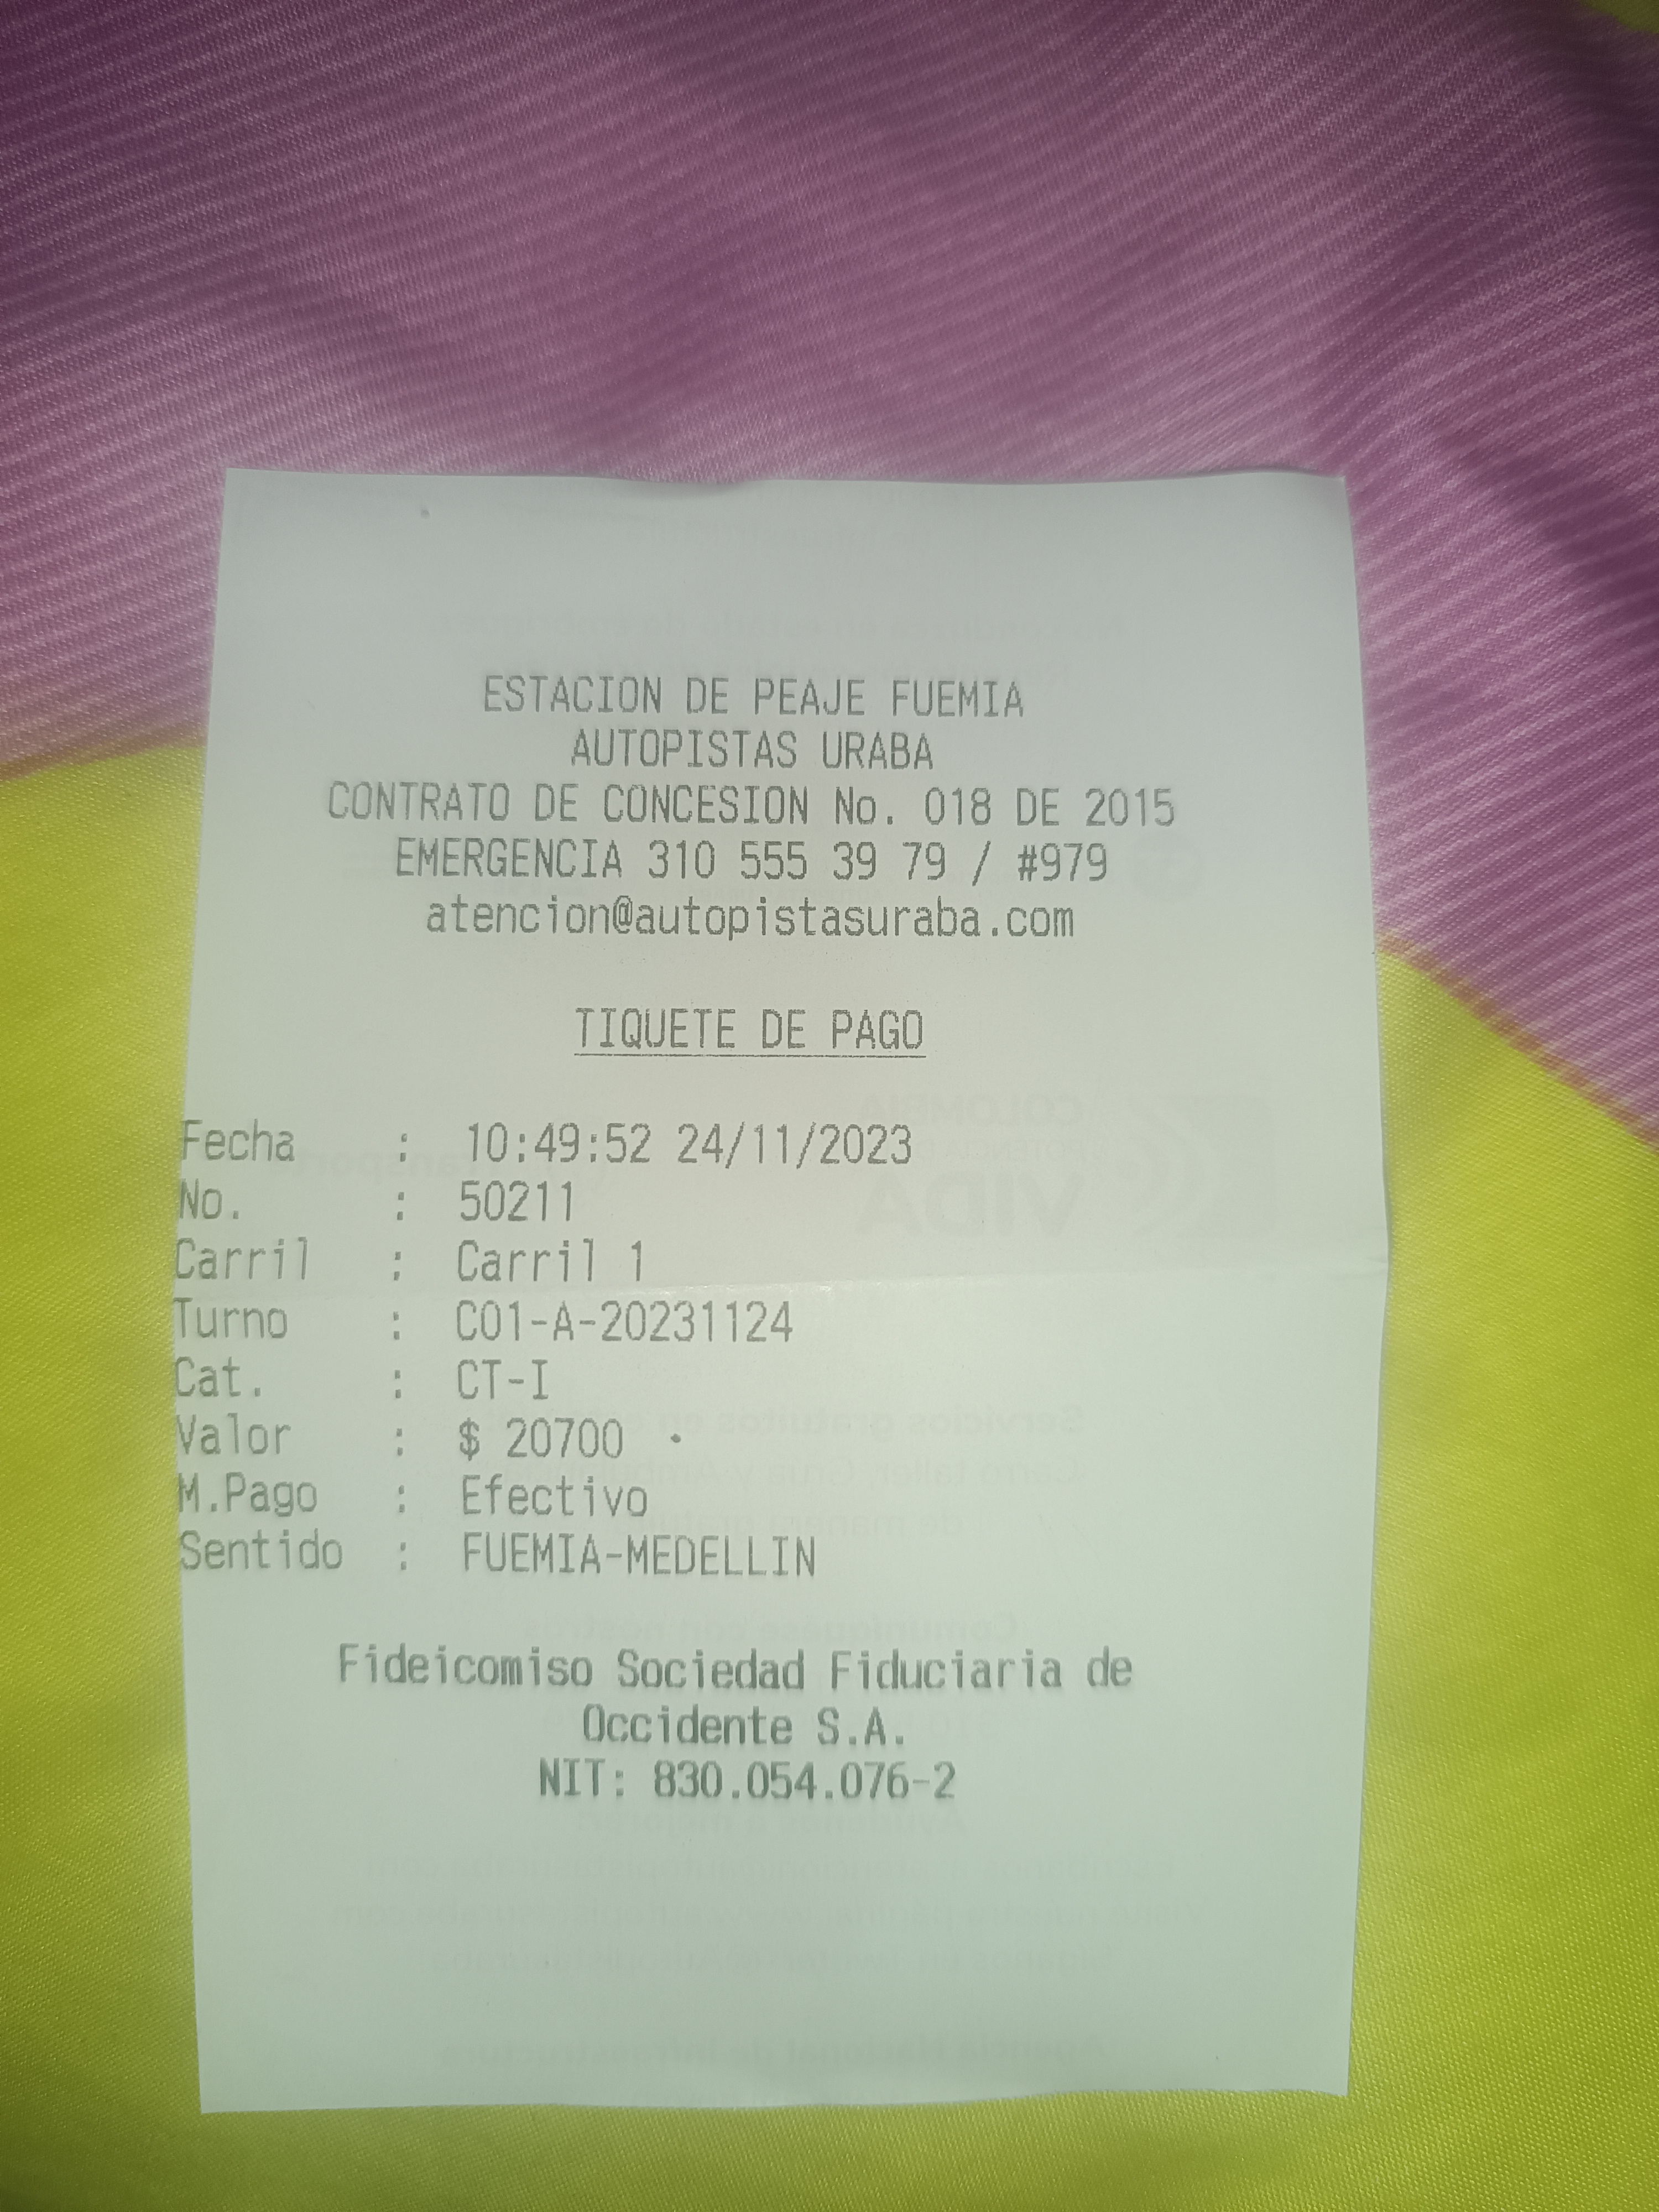 ESTACION DE PEAJE FUEMIA
AUTOPISTAS URABA
CONTRATO DE CONCESION No. 018 DE 2015
EMERGENCIA 310 555 39 79 / #979
atencion@autopistasuraba.com
TIQUETE DE PAGO
Fecha : 10:49:52 24/11/2023
No. : 50211
Carril : Carril 1
Turno : C01-A-20231124
Cat. : CT-I
Valor : $ 20700
M.Pago : Efectivo
Sentido : FUEMIA-MEDELLIN
Fideicomiso Sociedad Fiduciaria de
Occidente S.A.
NIT: 830.054.076-2